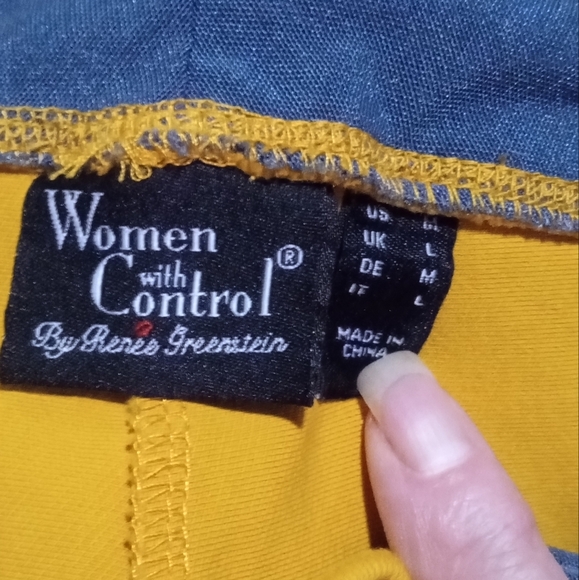 Women
with ®
Control
By Renée Greenstein
US
UK L
DE M
IT L
MADE IN
CHINA